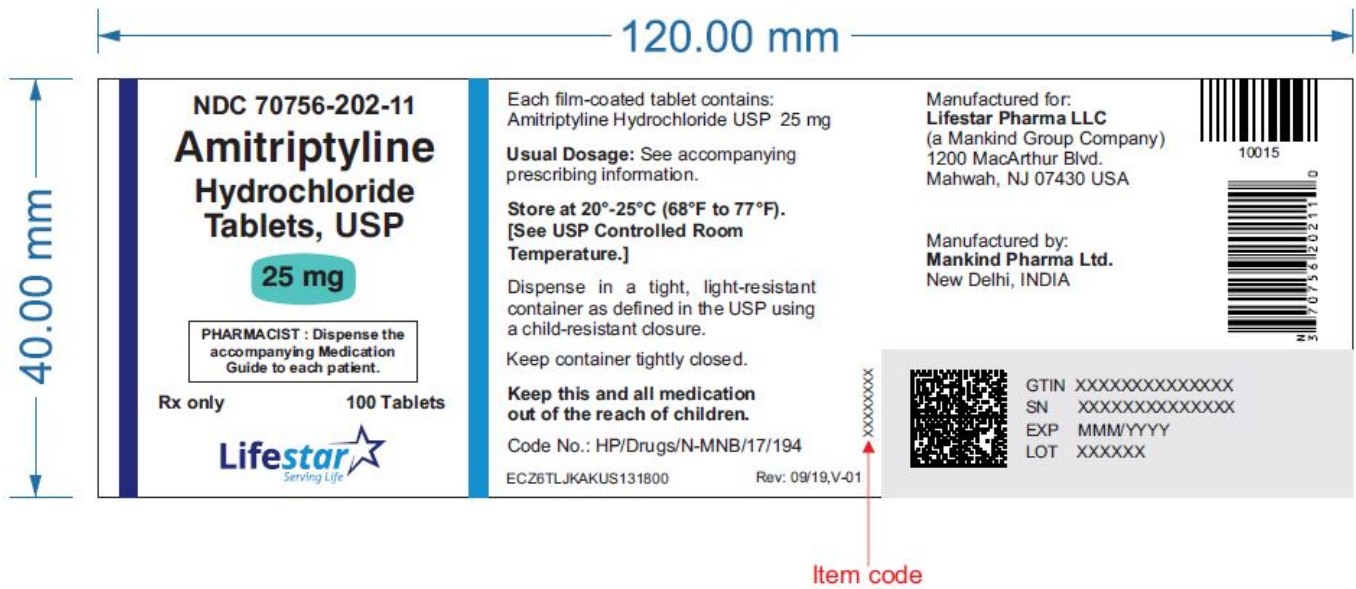 120.00 mm
40.00 mm
NDC 70756-202-11
Amitriptyline
Hydrochloride
Tablets, USP
25 mg
PHARMACIST : Dispense the
accompanying Medication
Guide to each patient.
Rx only 100 Tablets
Lifestar
Serving Life
Each film-coated tablet contains:
Amitriptyline Hydrochloride USP 25 mg
Usual Dosage: See accompanying
prescribing information.
Store at 20°-25°C (68°F to 77°F).
[See USP Controlled Room
Temperature.]
Dispense in a tight, light-resistant
container as defined in the USP using
a child-resistant closure.
Keep container tightly closed.
Keep this and all medication
out of the reach of children.
Code No.: HP/Drugs/N-MNB/17/194
ECZ6TLJKAKUS131800 Rev: 09/19,V-01
XXXXXXXX
Item code
Manufactured for:
Lifestar Pharma LLC
(a Mankind Group Company)
1200 MacArthur Blvd.
Mahwah, NJ 07430 USA
Manufactured by:
Mankind Pharma Ltd.
New Delhi, INDIA
10015
N 3 70756 20211 0
GTIN XXXXXXXXXXXXXX
SN XXXXXXXXXXXXXX
EXP MMM/YYYY
LOT XXXXXX